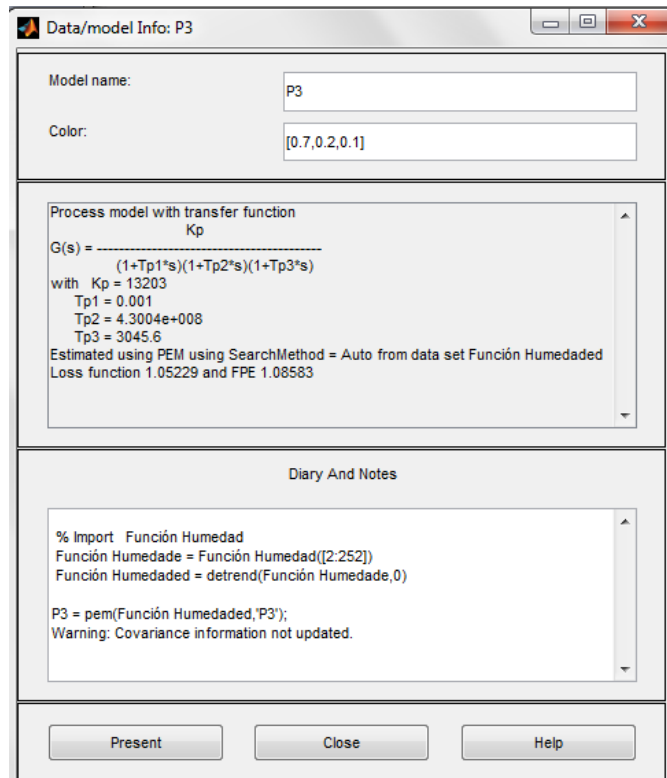 Data/model Info: P3
Model name:
P3
Color:
[0.7,0.2,0.1]
Process model with transfer function
Kp
G(s) = ------------------------------------------
(1+Tp1*s)(1+Tp2*s)(1+Tp3*s)
with Kp = 13203
Tp1 = 0.001
Tp2 = 4.3004e+008
Tp3 = 3045.6
Estimated using PEM using SearchMethod = Auto from data set Función Humedaded
Loss function 1.05229 and FPE 1.08583
Diary And Notes
% Import Función Humedad
Función Humedade = Función Humedad([2:252])
Función Humedaded = detrend(Función Humedade,0)
P3 = pem(Función Humedaded,'P3');
Warning: Covariance information not updated.
Present
Close
Help